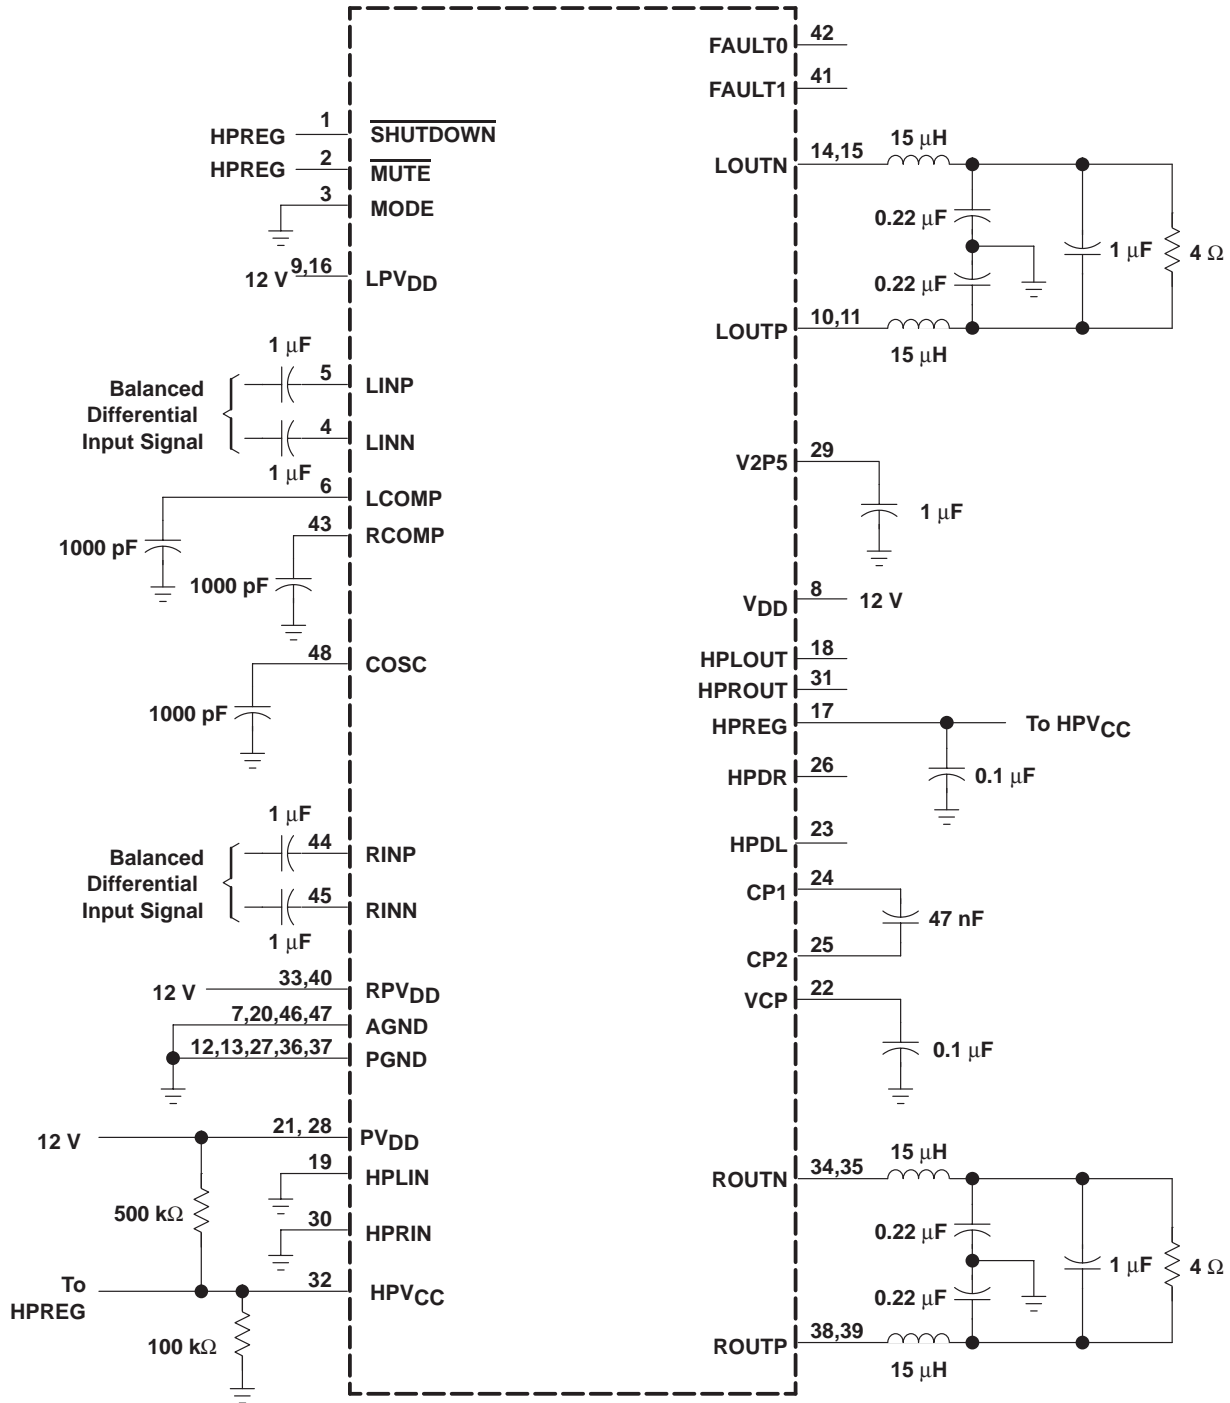 FAULT0 42
FAULT1 41
HPREG 1 SHUTDOWN
HPREG 2 MUTE
3 MODE
12 V 9,16 LPVDD
1 μF
5 LINP
Balanced
Differential
Input Signal
4 LINN
1 μF
6 LCOMP
1000 pF
43 RCOMP
1000 pF
48 COSC
1000 pF
1 μF
44 RINP
Balanced
Differential
Input Signal
45 RINN
1 μF
12 V 33,40 RPVDD
7,20,46,47 AGND
12,13,27,36,37 PGND
12 V 21, 28 PVDD
19 HPLIN
500 kΩ
30 HPRIN
To
HPREG
32 HPVCC
100 kΩ
LOUTN 14,15 15 μH
0.22 μF
0.22 μF
1 μF
4 Ω
LOUTP 10,11
15 μH
V2P5 29
1 μF
VDD 8 12 V
HPLOUT 18
HPROUT 31
HPREG 17 To HPVCC
0.1 μF
HPDR 26
HPDL 23
CP1 24
47 nF
CP2 25
VCP 22
0.1 μF
ROUTN 34,35 15 μH
0.22 μF
0.22 μF
1 μF
4 Ω
ROUTP 38,39
15 μH